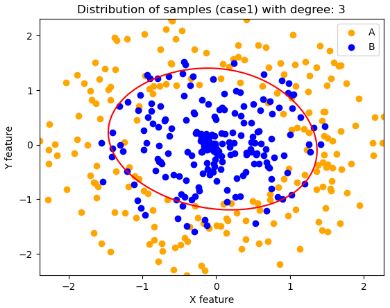 Distribution of samples (case1) with degree: 3
A
B
Y feature
2
1
0
−1
−2
−2
−1
0
1
2
X feature